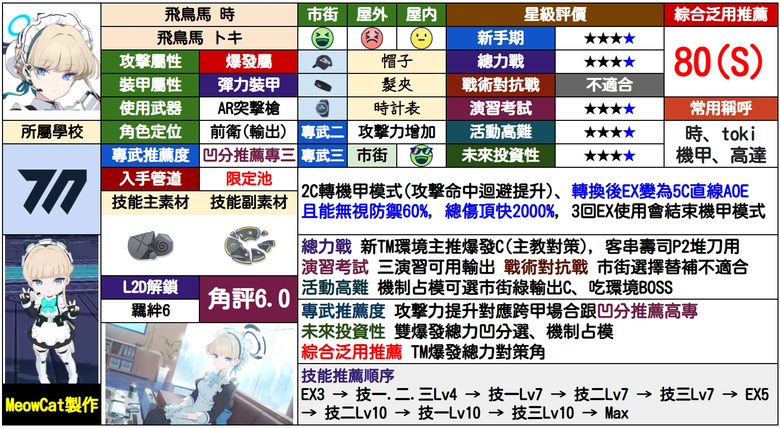 飛鳥馬 時
飛鳥馬 トキ
市街 屋外 屋內
星級評價
綜合泛用推薦
新手期 ★★★★
80(S)
攻擊屬性 爆發屬
帽子
總力戰 ★★★★
裝甲屬性 彈力裝甲
髮夾
戰術對抗戰 不適合
使用武器 AR突擊槍
時計表
演習考試 ★★★★
常用稱呼
所屬學校
角色定位 前衛(輸出)
專武二 攻擊力增加
活動高難 ★★★★
時、toki
機甲、高達
專武推薦度 凹分推薦專三
專武三 市街
未來投資性 ★★★★
入手管道 限定池
技能主素材 技能副素材
2C轉機甲模式(攻擊命中迴避提升)、轉換後EX變為5C直線AOE
且能無視防禦60%，總傷頂快2000%，3回EX使用會結束機甲模式
總力戰 新TM環境主推爆發C(主教對策)，客串壽司P2堆刀用
演習考試 三演習可用輸出 戰術對抗戰 市街選擇替補不適合
活動高難 機制占模可選市街綠輸出C、吃環境BOSS
L2D解鎖
羈絆6
角評6.0
專武推薦度 攻擊力提升對應跨甲場合跟凹分推薦高專
未來投資性 雙爆發總力凹分選、機制占模
綜合泛用推薦 TM爆發總力對策角
技能推薦順序
EX3 → 技一.二.三Lv4 → 技一Lv7 → 技二Lv7 → 技三Lv7 → EX5
→ 技二Lv10 → 技一Lv10 → 技三Lv10 → Max
MeowCat製作